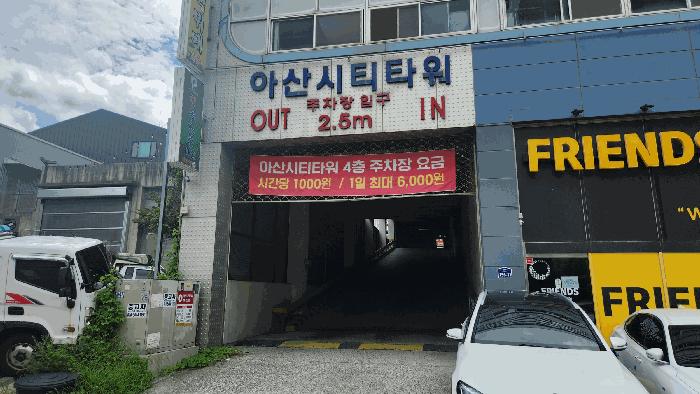 아산시티타워
주차장 입구
OUT 2.5m IN
아산시티타워 4층 주차장 요금
시간당 1000원 / 1일 최대 6,000원
FRIENDS
"W
FRIENDS
FRIE